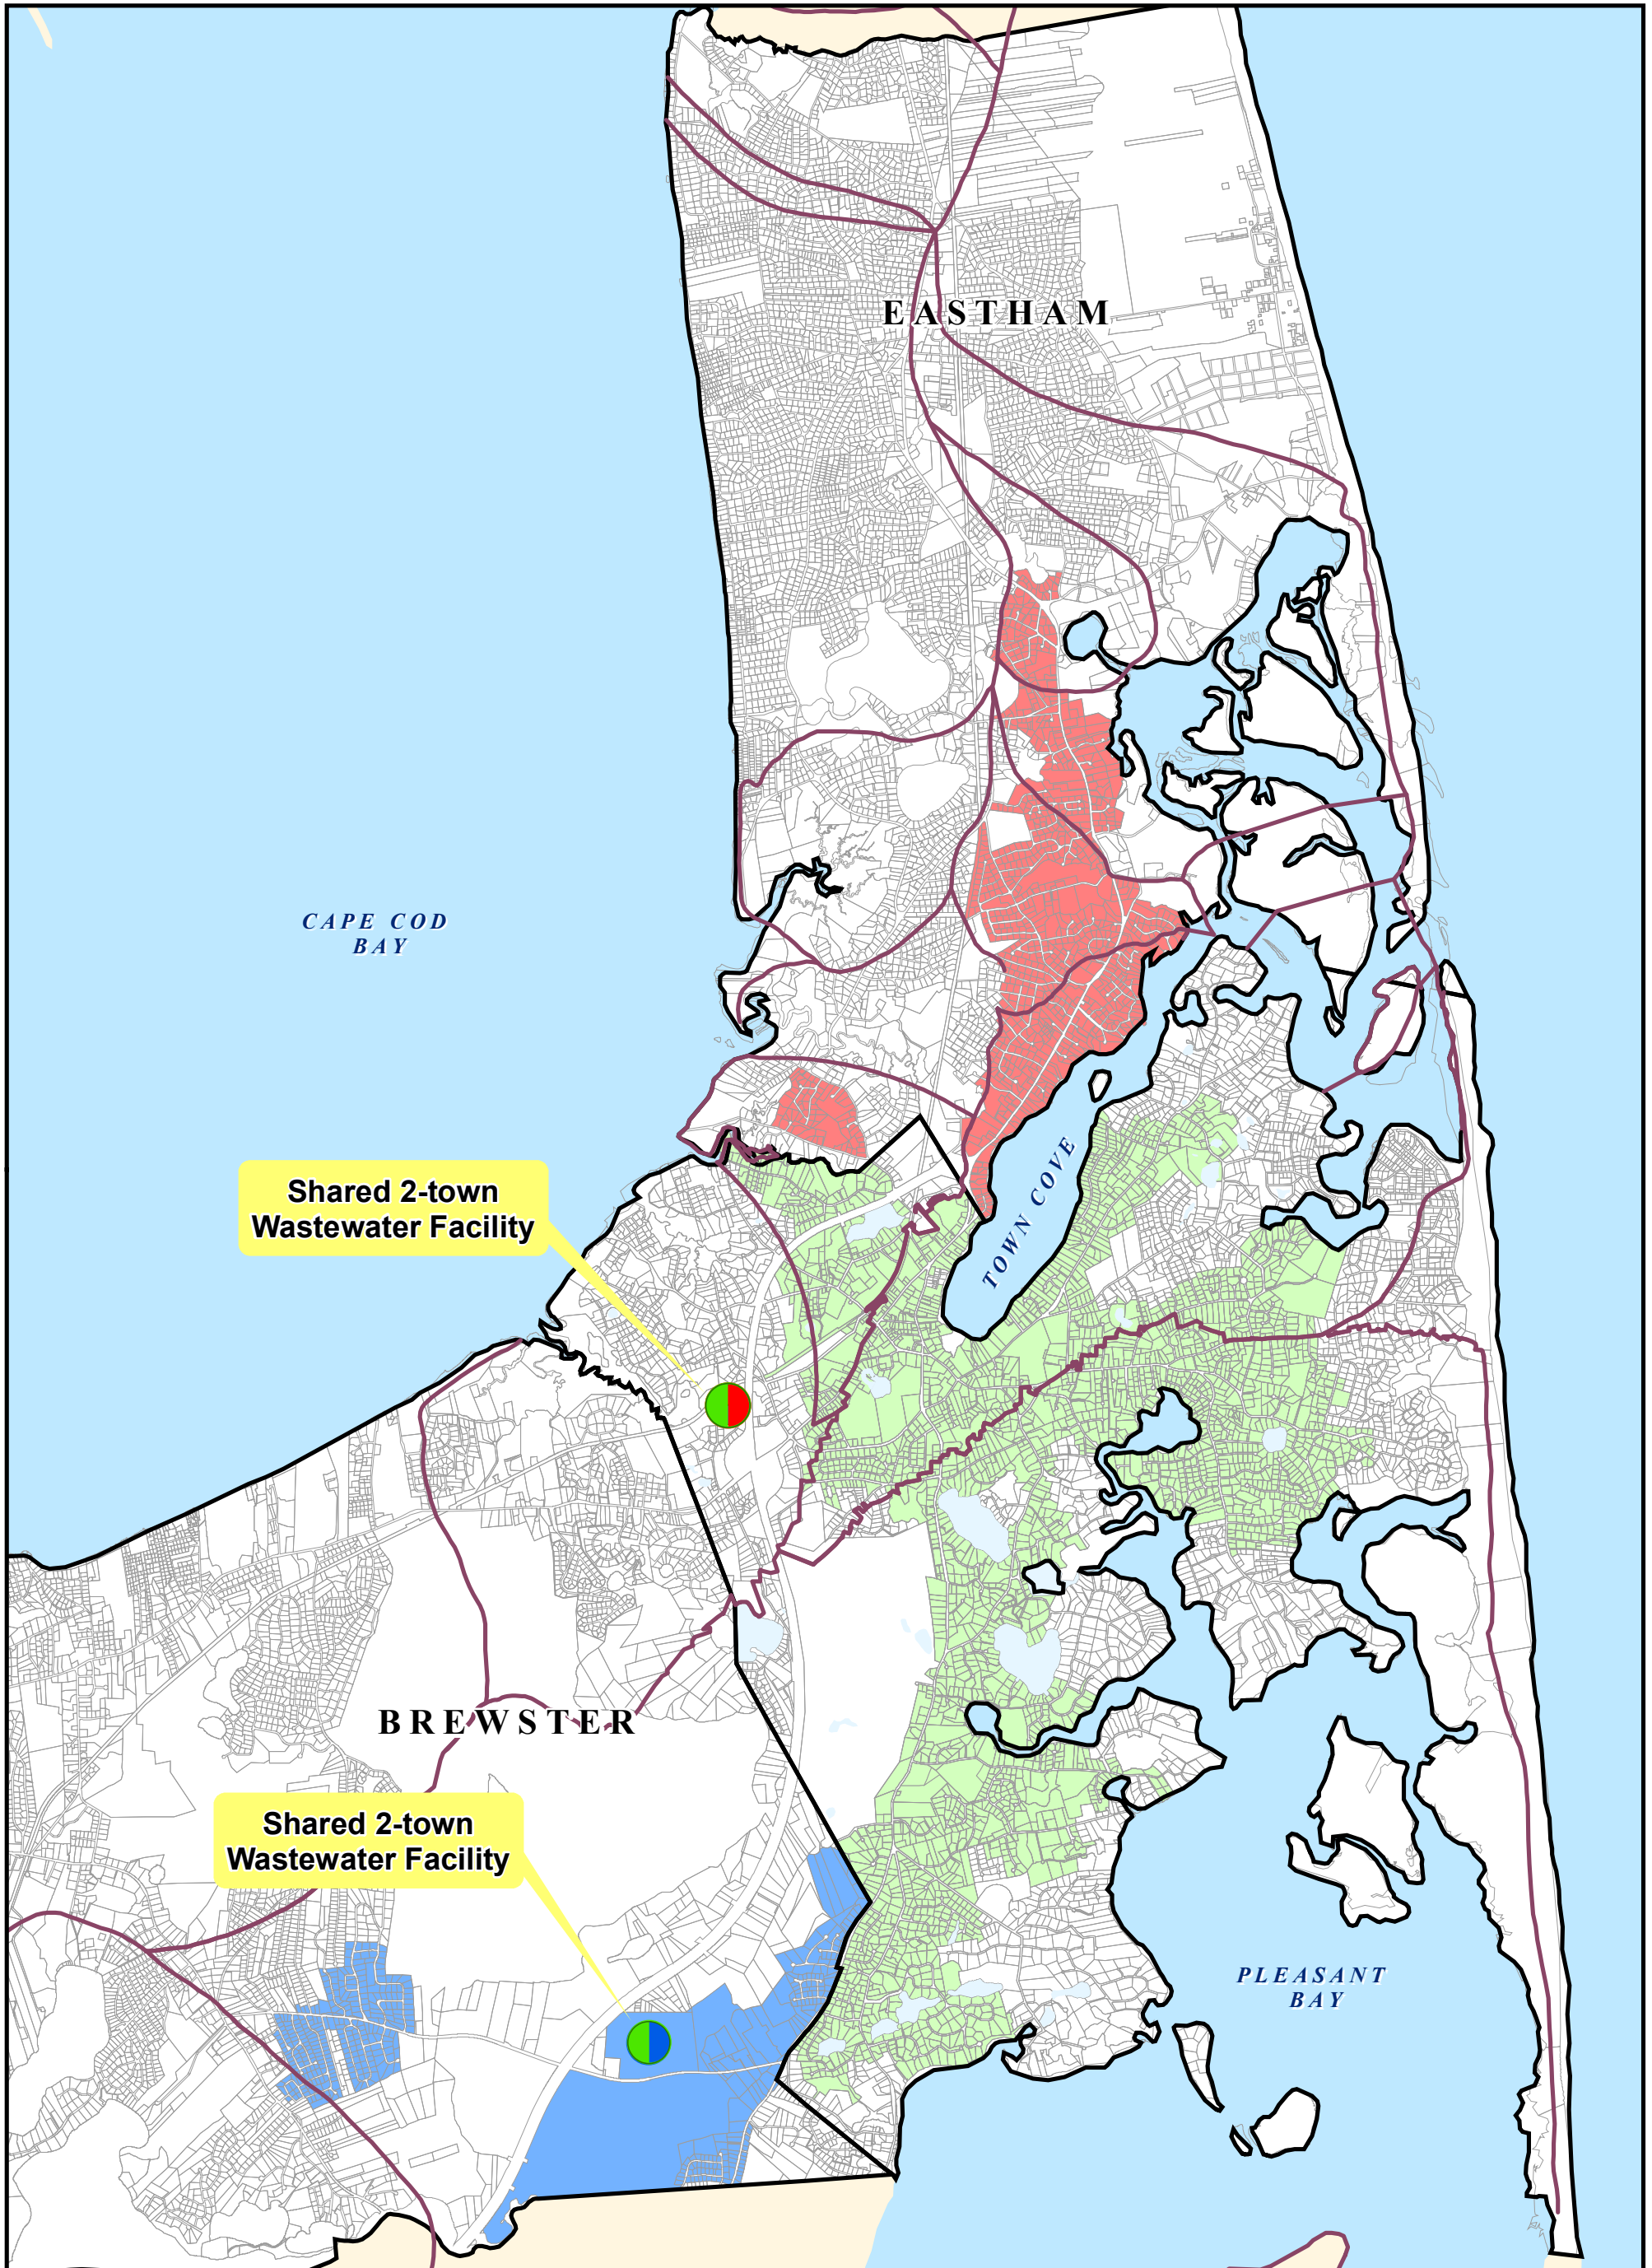 EASTHAM
CAPE COD
BAY
Shared 2-town
Wastewater Facility
TOWN COVE
BREWSTER
Shared 2-town
Wastewater Facility
PLEASANT
BAY